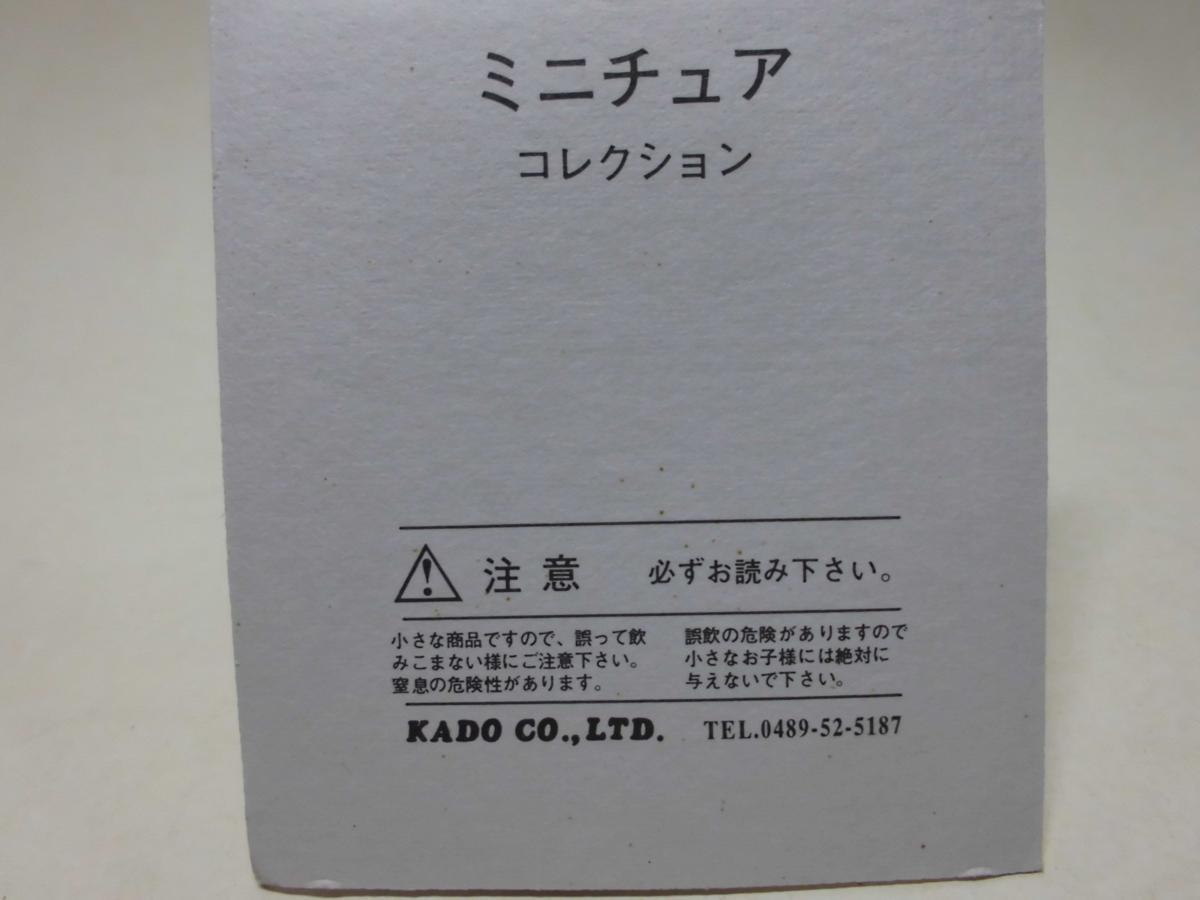 ミニチュア
コレクション
注意 必ずお読み下さい。
小さな商品ですので、誤って飲
みこまない様にご注意下さい。
窒息の危険性があります。
誤飲の危険がありますので
小さなお子様には絶対に
与えないで下さい。
KADO CO.,LTD. TEL.0489-52-5187